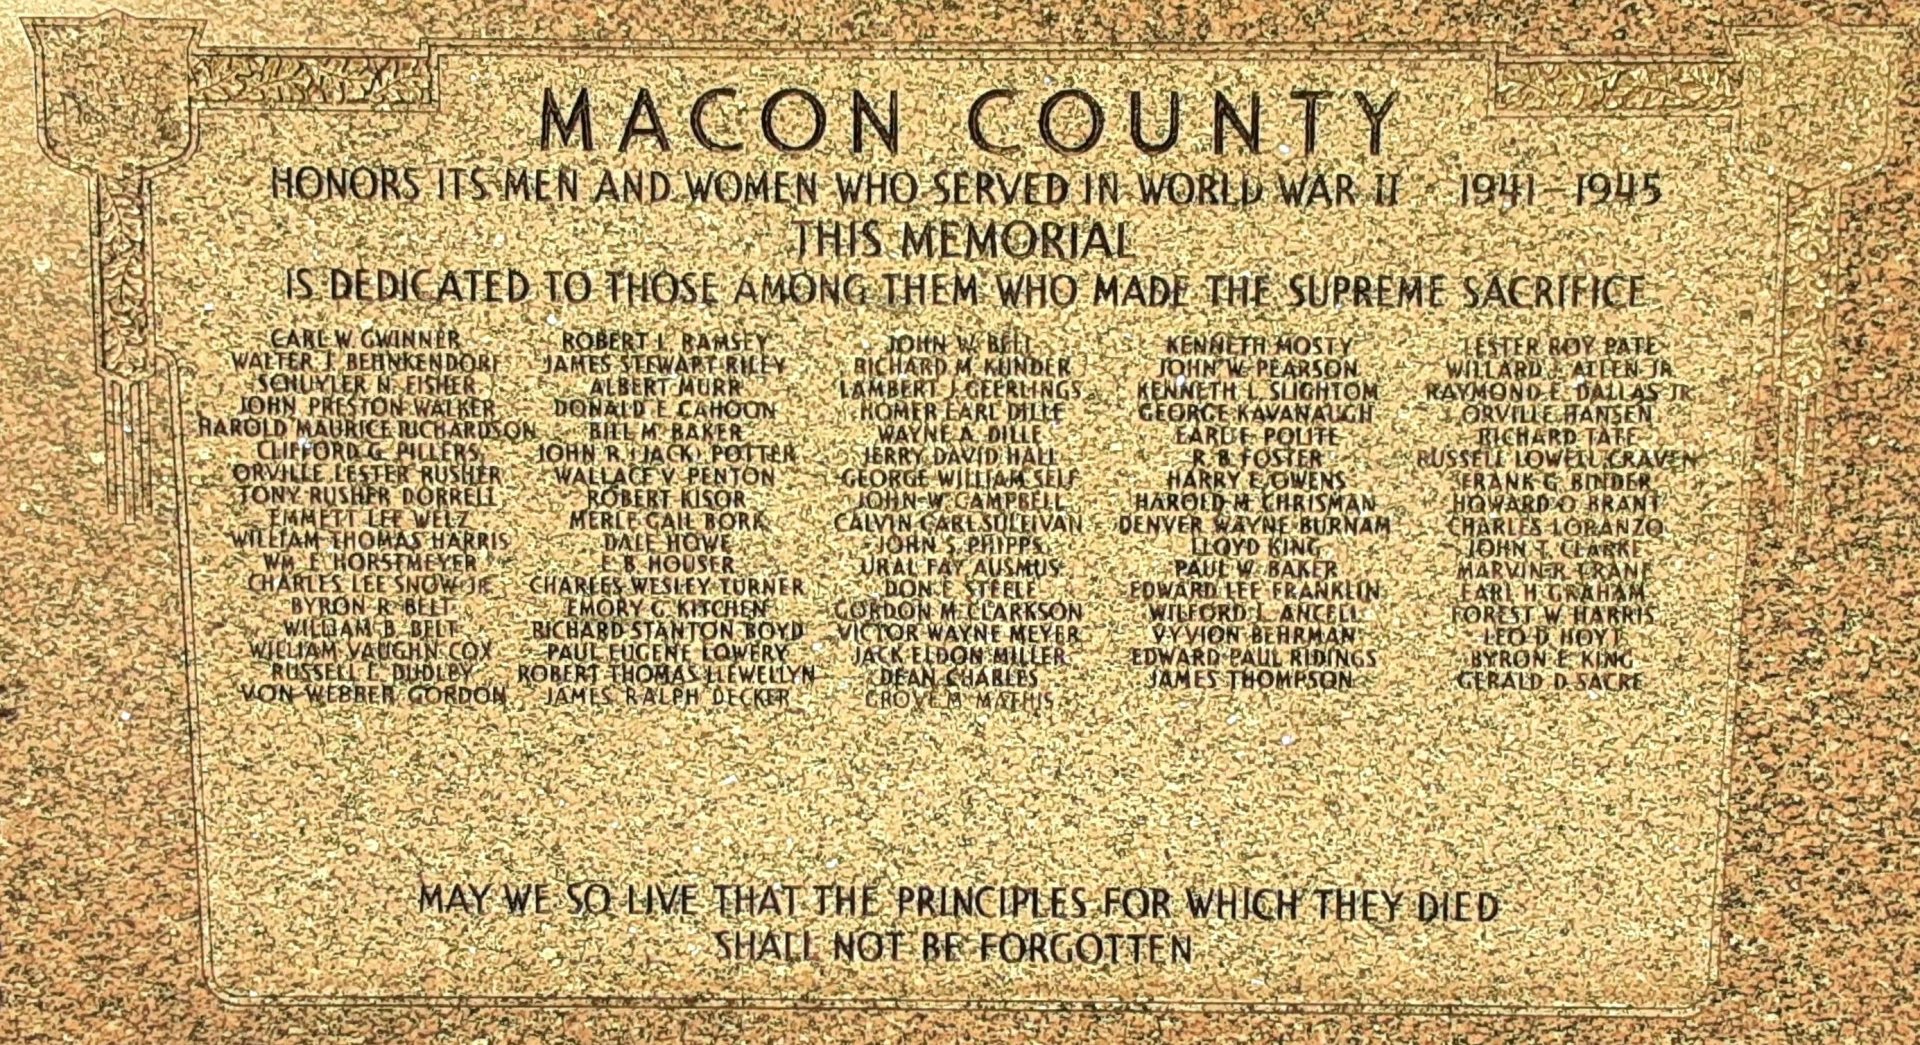 MACON COUNTY
HONORS ITS MEN AND WOMEN WHO SERVED IN WORLD WAR II 1941–1945
THIS MEMORIAL
IS DEDICATED TO THOSE AMONG THEM WHO MADE THE SUPREME SACRIFICE
CARL W. GWINNER
WALTER J. BEHNKENDORF
SCHUYLER N. FISHER
JOHN PRESTON WALKER
HAROLD MAURICE RICHARDSON
CLIFFORD G. PILLERS
ORVILLE LESTER RUSHER
TONY RUSHER DORRELL
EMMETT LEE WELZ
WILLIAM THOMAS HARRIS
WM. E. HORSTMEYER
CHARLES LEE SNOW JR.
BYRON R. BELT
WILLIAM B. BELT
WILLIAM VAUGHN COX
RUSSELL E. DUDLEY
VON WEBBER GORDON
ROBERT L. RAMSEY
JAMES STEWART RILEY
ALBERT MURR
DONALD E. CAHOON
BILL M. BAKER
JOHN R. (JACK) POTTER
WALLACE V. PENTON
ROBERT KISOR
MERLE GAIL BORK
DALE HOWE
E. B. HOUSER
CHARLES WESLEY TURNER
EMORY G. KITCHEN
RICHARD STANTON BOYD
PAUL EUGENE LOWERY
ROBERT THOMAS LLEWELLYN
JAMES RALPH DECKER
JOHN W. BELL
RICHARD M. KUNDER
LAMBERT J. GEERLINGS
HOMER EARL DILLE
WAYNE A. DILLE
JERRY DAVID HALL
GEORGE WILLIAM SELF
JOHN W. CAMPBELL
CALVIN CARL SULLIVAN
JOHN S. PHIPPS
URAL FAY AUSMUS
DON E. STEELE
GORDON M. CLARKSON
VICTOR WAYNE MEYER
JACK ELDON MILLER
DEAN CHARLES
GROVE M. MATHIS
KENNETH MOSTY
JOHN W. PEARSON
KENNETH L. SLIGHTOM
GEORGE KAVANAUGH
EARL F. POLITE
R. B. FOSTER
HARRY E. OWENS
HAROLD M. CHRISMAN
DENVER WAYNE BURNAM
LLOYD KING
PAUL W. BAKER
EDWARD LEE FRANKLIN
WILFORD L. ANCELL
VYVION BEHRMAN
EDWARD PAUL RIDINGS
JAMES THOMPSON
LESTER ROY PATE
WILLARD J. ALLEN JR.
RAYMOND E. DALLAS JR.
ORVILLE HANSEN
RICHARD TATE
RUSSELL LOWELL CRAVEN
FRANK G. BINDER
HOWARD O. BRANT
CHARLES LORANZO
JOHN T. CLARKE
MARVIN R. CRANE
EARL H. GRAHAM
FOREST W. HARRIS
LEO D. HOYT
BYRON E. KING
GERALD D. SACRE
MAY WE SO LIVE THAT THE PRINCIPLES FOR WHICH THEY DIED
SHALL NOT BE FORGOTTEN